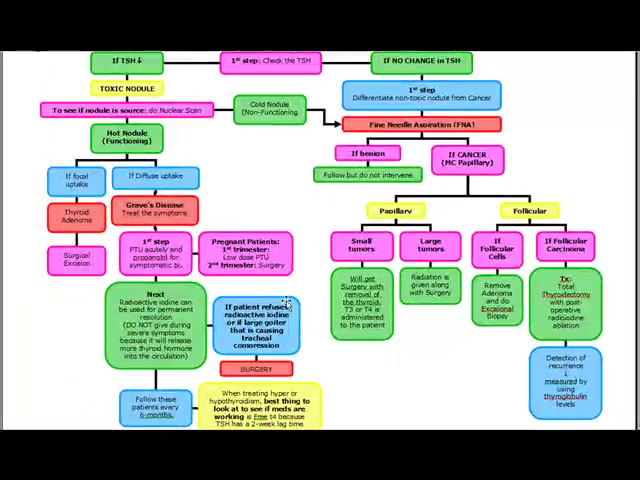 If TSH↓
1st step: Check the TSH
If NO CHANGE in TSH
TOXIC NODULE
1st step
Differentiate non-toxic nodule from Cancer
To see if nodule is source: do Nuclear Scan
Cold Nodule
(Non-Functioning
Fine Needle Aspiration (FNA)
Hot Nodule
(Functioning)
If benign
If CANCER
(MC Papillary)
Follow but do not intervene.
If focal
uptake
If Diffuse uptake
Thyroid
Adenoma
Grave's Disease
Treat the symptoms
Papillary
Follicular
Surgical
Excision
1st step
PTU acutely and
propanolol for
symptomatic pt.
Pregnant Patients:
1st trimester:
Low dose PTU
2nd trimester: Surgery
Small
tumors
Large
tumors
If
Follicular
Cells
If Follicular
Carcinoma
Will get
Surgery with
removal of
the thyroid.
T3 or T4 is
administered
to the patient
Radiation is
given along
with Surgery
Remove
Adenoma
and do
Excisional
Biopsy
Tx:
Total
Thyroidectomy
with post-
operative
radioiodine
ablation
Next
Radioactive iodine can
be used for permanent
resolution
(DO NOT give during
severe symptoms
because it will release
more thyroid hormone
into the circulation)
If patient refuses
radioactive iodine
or if large goiter
that is causing
tracheal
compression
SURGERY
Detection of
recurrence
↓
measured by
using
thyroglobulin
levels
Follow these
patients every
6-months.
When treating hyper or
hypothyroidism, best thing to
look at to see if meds are
working is Free t4 because
TSH has a 2-week lag time